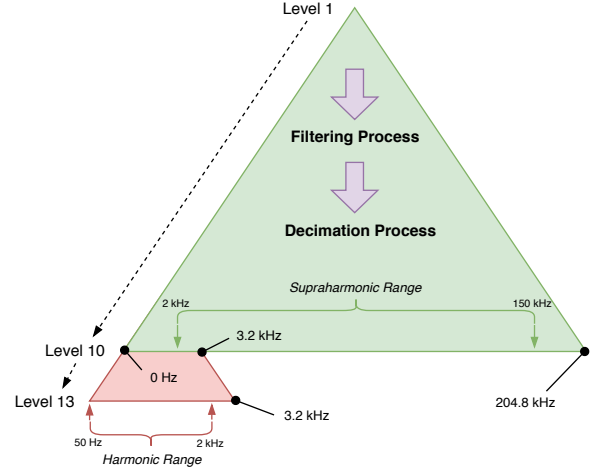 Level 1
Filtering Process
Decimation Process
Supraharmonic Range
2 kHz
150 kHz
3.2 kHz
Level 10
0 Hz
Level 13
204.8 kHz
3.2 kHz
50 Hz
2 kHz
Harmonic Range